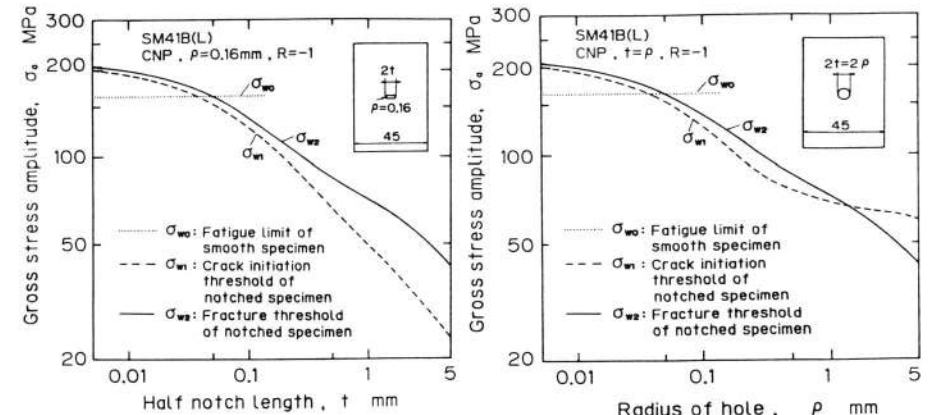 Gross stress amplitude, σa MPa
300
200
100
50
20
SM41B(L)
CNP, ρ=0.16mm, R=-1
2t
ρ=0.16
45
σw0
σw2
σw1
σw0: Fatigue limit of
smooth specimen
σw1: Crack initiation
threshold of
notched specimen
σw2: Fracture threshold
of notched specimen
0.01
0.1
1
5
Half notch length, t mm
Gross stress amplitude, σa MPa
300
200
100
50
20
SM41B(L)
CNP, t=ρ, R=-1
2t=2ρ
45
σw0
σw2
σw1
σw0: Fatigue limit of
smooth specimen
σw1: Crack initiation
threshold of
notched specimen
σw2: Fracture threshold
of notched specimen
0.01
0.1
1
5
Radius of hole, ρ mm